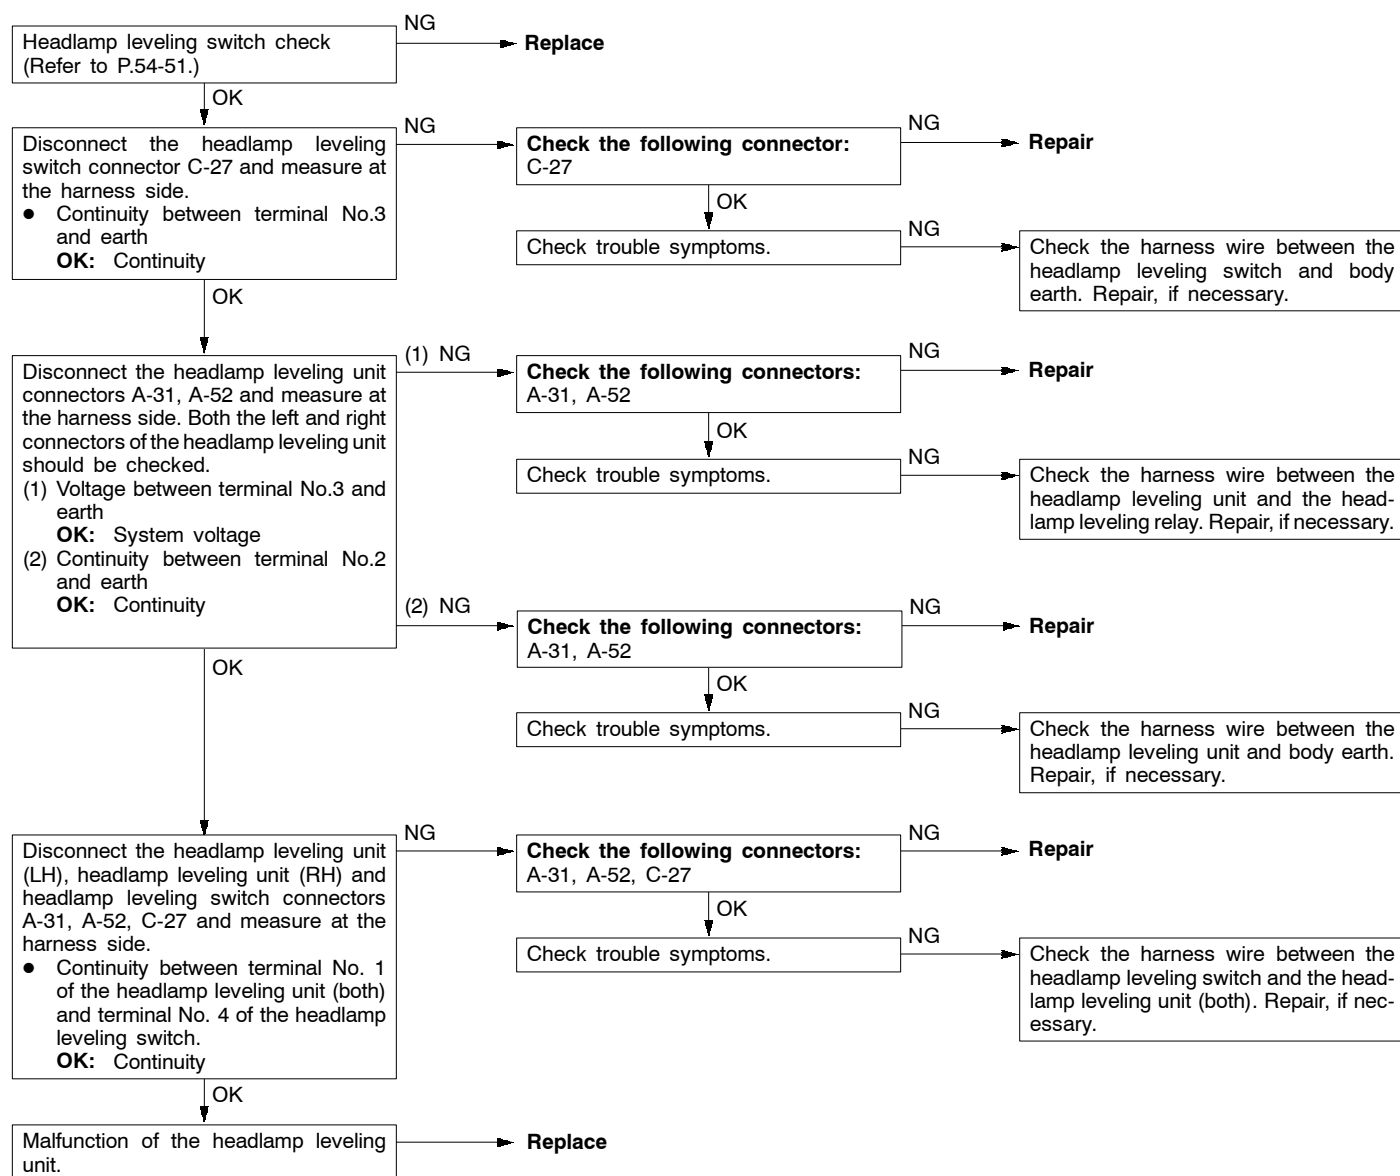 Headlamp leveling switch check
(Refer to P.54-51.)
NG
Replace
OK
Disconnect the headlamp leveling
switch connector C-27 and measure at
the harness side.
● Continuity between terminal No.3
and earth
OK: Continuity
NG
Check the following connector:
C-27
NG
Repair
OK
Check trouble symptoms.
NG
Check the harness wire between the
headlamp leveling switch and body
earth. Repair, if necessary.
OK
Disconnect the headlamp leveling unit
connectors A-31, A-52 and measure at
the harness side. Both the left and right
connectors of the headlamp leveling unit
should be checked.
(1) Voltage between terminal No.3 and
earth
OK: System voltage
(2) Continuity between terminal No.2
and earth
OK: Continuity
(1) NG
Check the following connectors:
A-31, A-52
NG
Repair
OK
Check trouble symptoms.
NG
Check the harness wire between the
headlamp leveling unit and the head-
lamp leveling relay. Repair, if necessary.
(2) NG
Check the following connectors:
A-31, A-52
NG
Repair
OK
Check trouble symptoms.
NG
Check the harness wire between the
headlamp leveling unit and body earth.
Repair, if necessary.
OK
Disconnect the headlamp leveling unit
(LH), headlamp leveling unit (RH) and
headlamp leveling switch connectors
A-31, A-52, C-27 and measure at the
harness side.
● Continuity between terminal No. 1
of the headlamp leveling unit (both)
and terminal No. 4 of the headlamp
leveling switch.
OK: Continuity
NG
Check the following connectors:
A-31, A-52, C-27
NG
Repair
OK
Check trouble symptoms.
NG
Check the harness wire between the
headlamp leveling switch and the head-
lamp leveling unit (both). Repair, if nec-
essary.
OK
Malfunction of the headlamp leveling
unit.
Replace